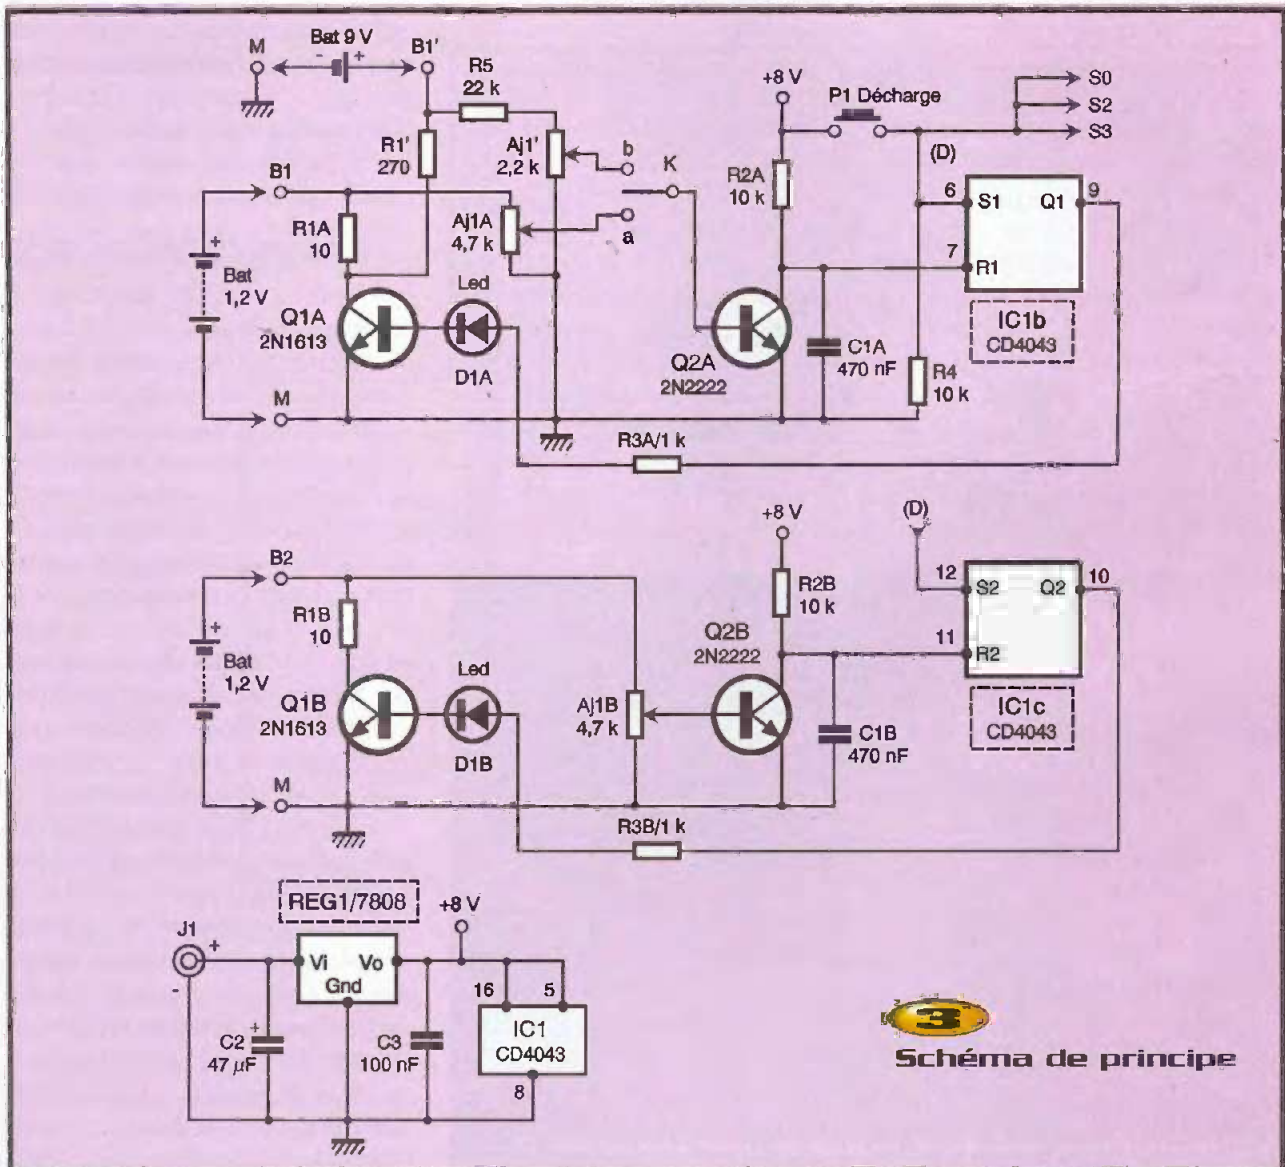 M
Bat 9 V
- +
B1'
R5
22 k
+8 V
P1 Décharge
S0
S2
S3
(D)
R1'
270
Aj1'
2,2 k
b
K
a
B1
R1A
10
Aj1A
4,7 k
R2A
10 k
6
S1
Q1
9
7
R1
+
Bat
1,2 V
Led
Q1A
2N1613
D1A
Q2A
2N2222
C1A
470 nF
IC1b
CD4043
R4
10 k
M
R3A/1 k
+8 V
(D)
B2
R1B
10
R2B
10 k
12
S2
Q2
10
11
R2
+
Bat
1,2 V
Led
Q1B
2N1613
D1B
Aj1B
4,7 k
Q2B
2N2222
C1B
470 nF
IC1c
CD4043
M
R3B/1 k
REG1/7808
+8 V
J1
+
-
Vi
Vo
Gnd
16
5
C2
47 µF
+
C3
100 nF
IC1
CD4043
8
3
Schéma de principe